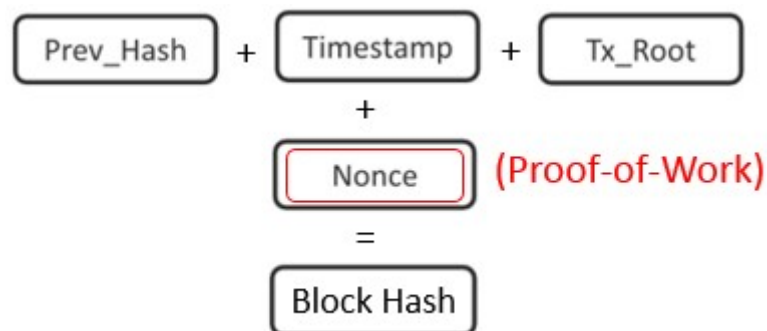 Prev_Hash + Timestamp + Tx_Root
+
Nonce (Proof-of-Work)
=
Block Hash